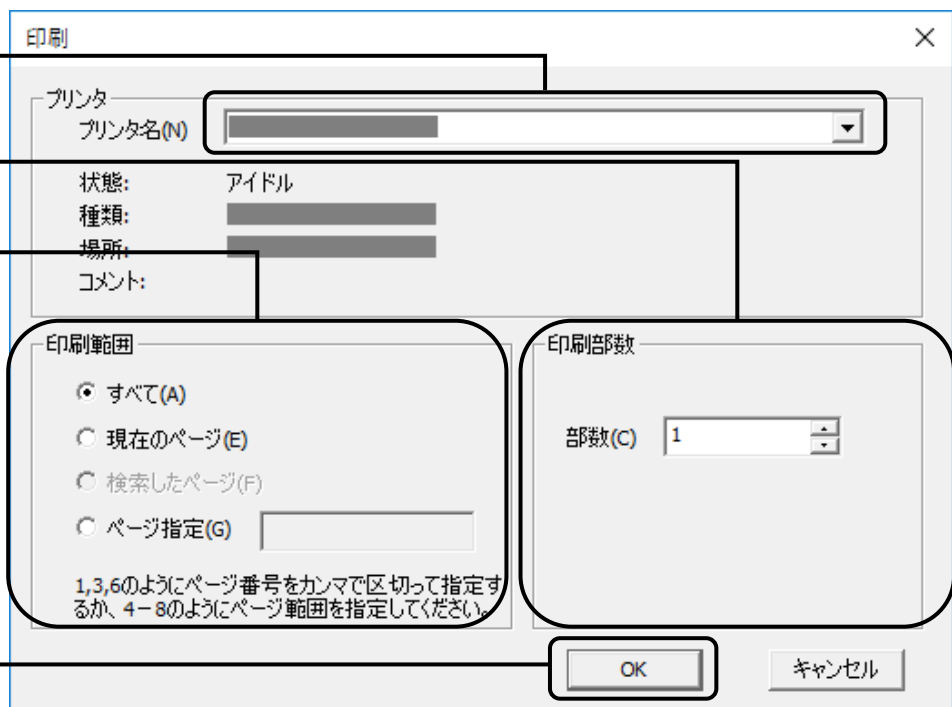 印刷
プリンタ
プリンタ名(N)
状態: アイドル
種類:
場所:
コメント:
印刷範囲
すべて(A)
現在のページ(E)
検索したページ(F)
ページ指定(G)
1,3,6のようにページ番号をカンマで区切って指定す
るか、4－8のようにページ範囲を指定してください。
印刷部数
部数(C) 1
OK
キャンセル